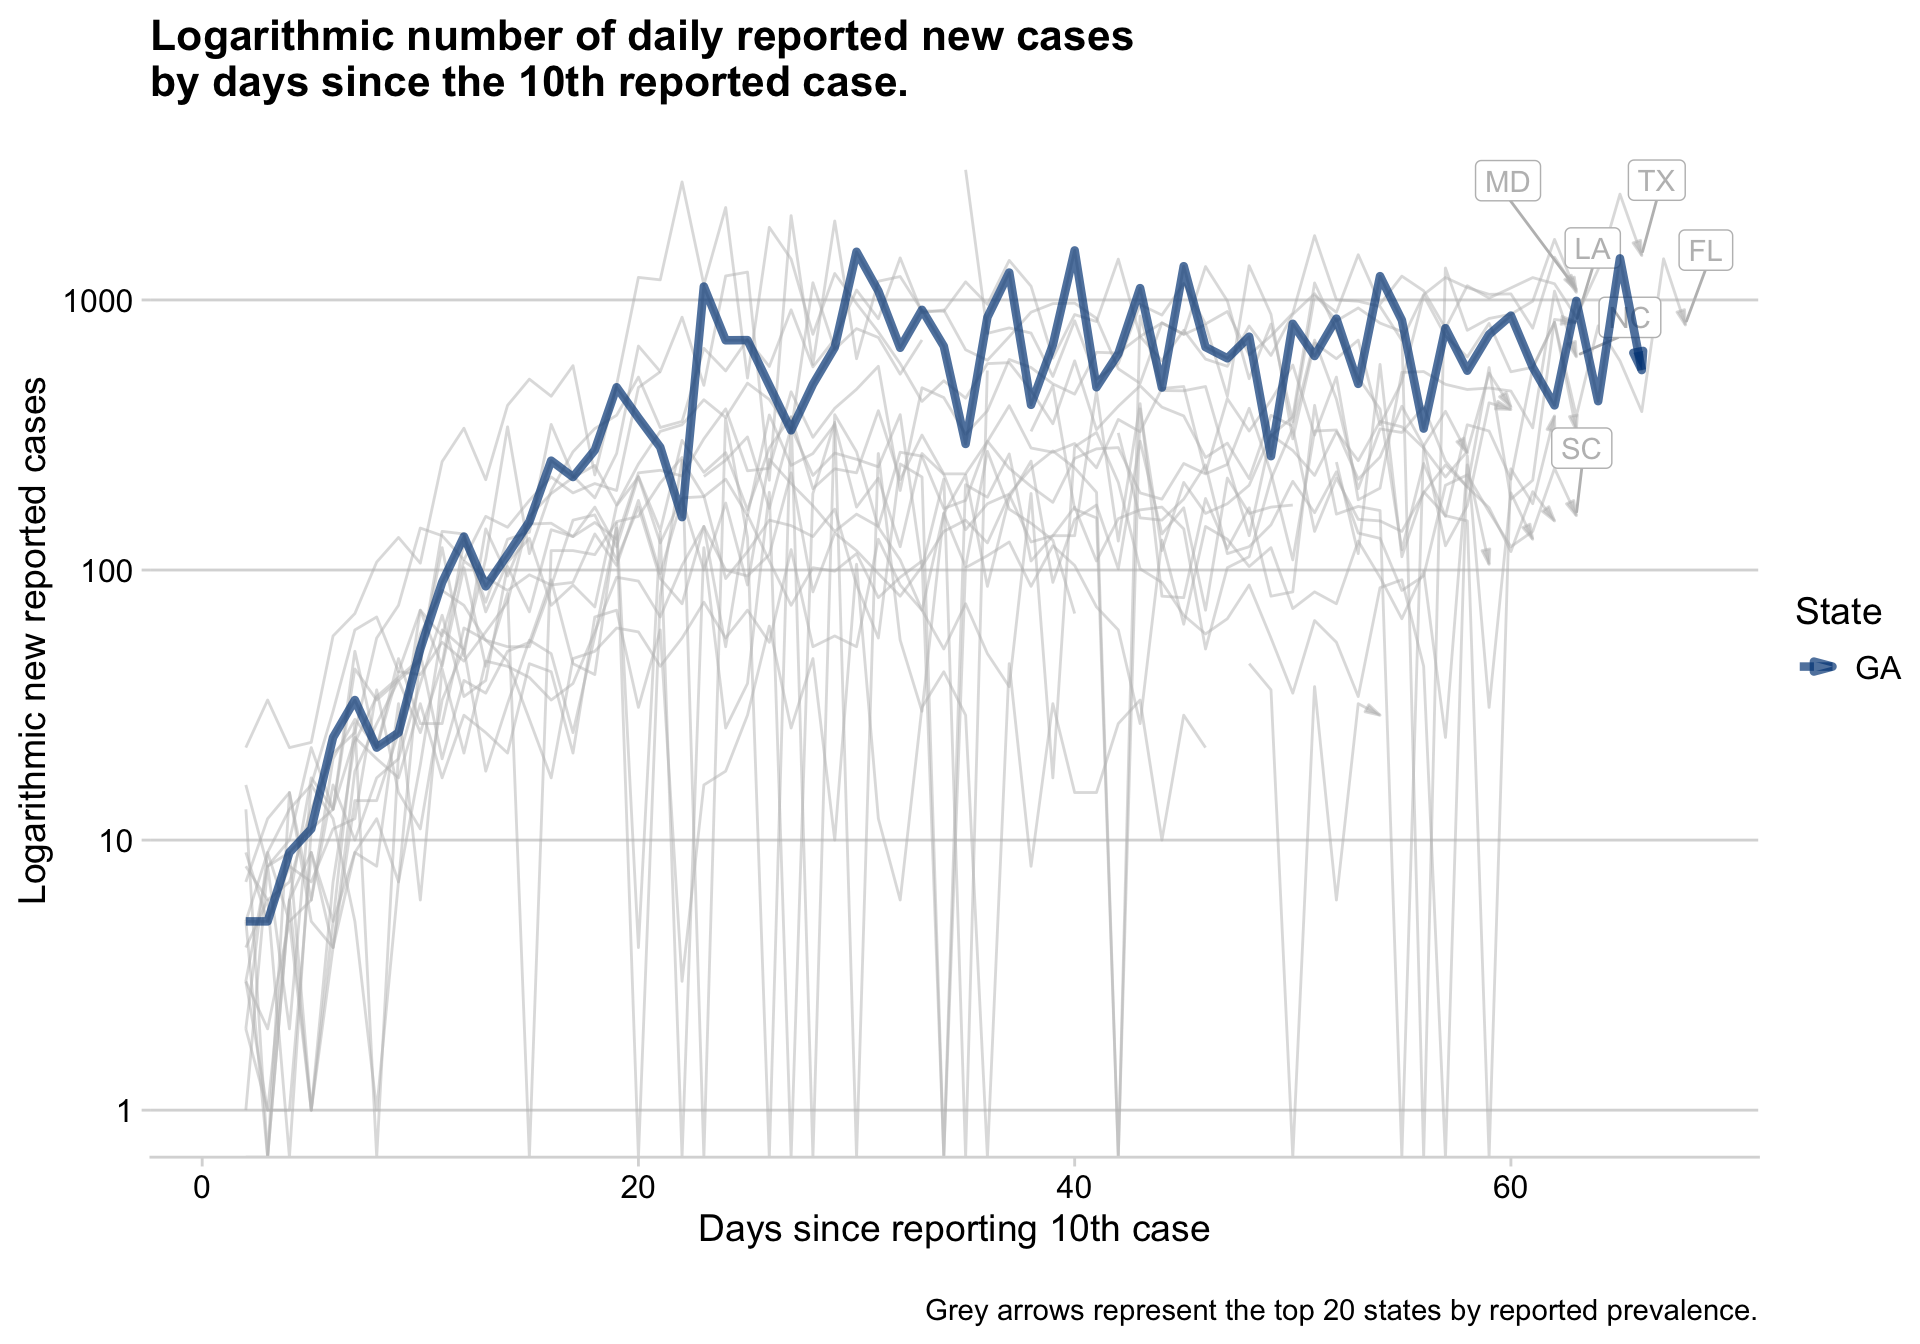 Logarithmic number of daily reported new cases
by days since the 10th reported case.
Logarithmic new reported cases
MD
TX
LA
FL
C
SC
1000
100
10
1
0
20
40
60
Days since reporting 10th case
State
GA
Grey arrows represent the top 20 states by reported prevalence.